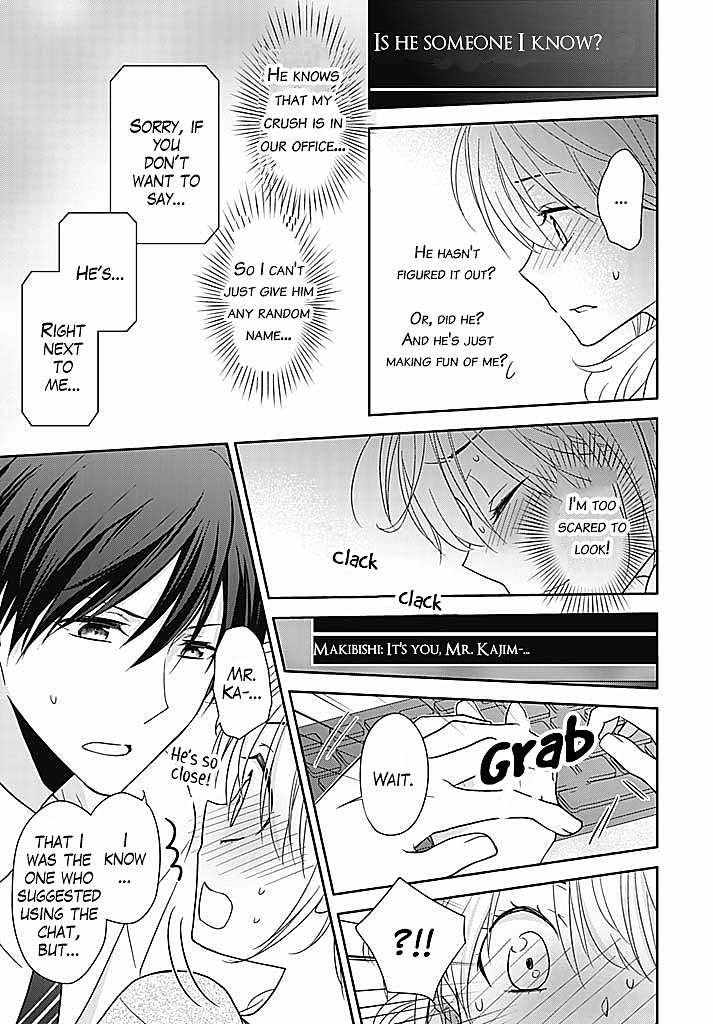 IS HE SOMEONE I KNOW?
...
HE HASN'T
FIGURED IT OUT?
OR, DID HE?
AND HE'S JUST
MAKING FUN OF ME?
HE KNOWS
THAT MY
CRUSH IS IN
OUR OFFICE...
SO I CAN'T
JUST GIVE HIM
ANY RANDOM
NAME...
SORRY, IF
YOU
DON'T
WANT TO
SAY...
HE'S...
RIGHT
NEXT
TO
ME...
I'M TOO
SCARED TO
LOOK!
clack
clack
MAKIBISHI: IT'S YOU, MR. KAJIM-...
Grab
WAIT.
?!!
MR.
KA-...
He's so
close!
I
KNOW
...
THAT I
WAS THE
ONE WHO
SUGGESTED
USING THE
CHAT,
BUT...